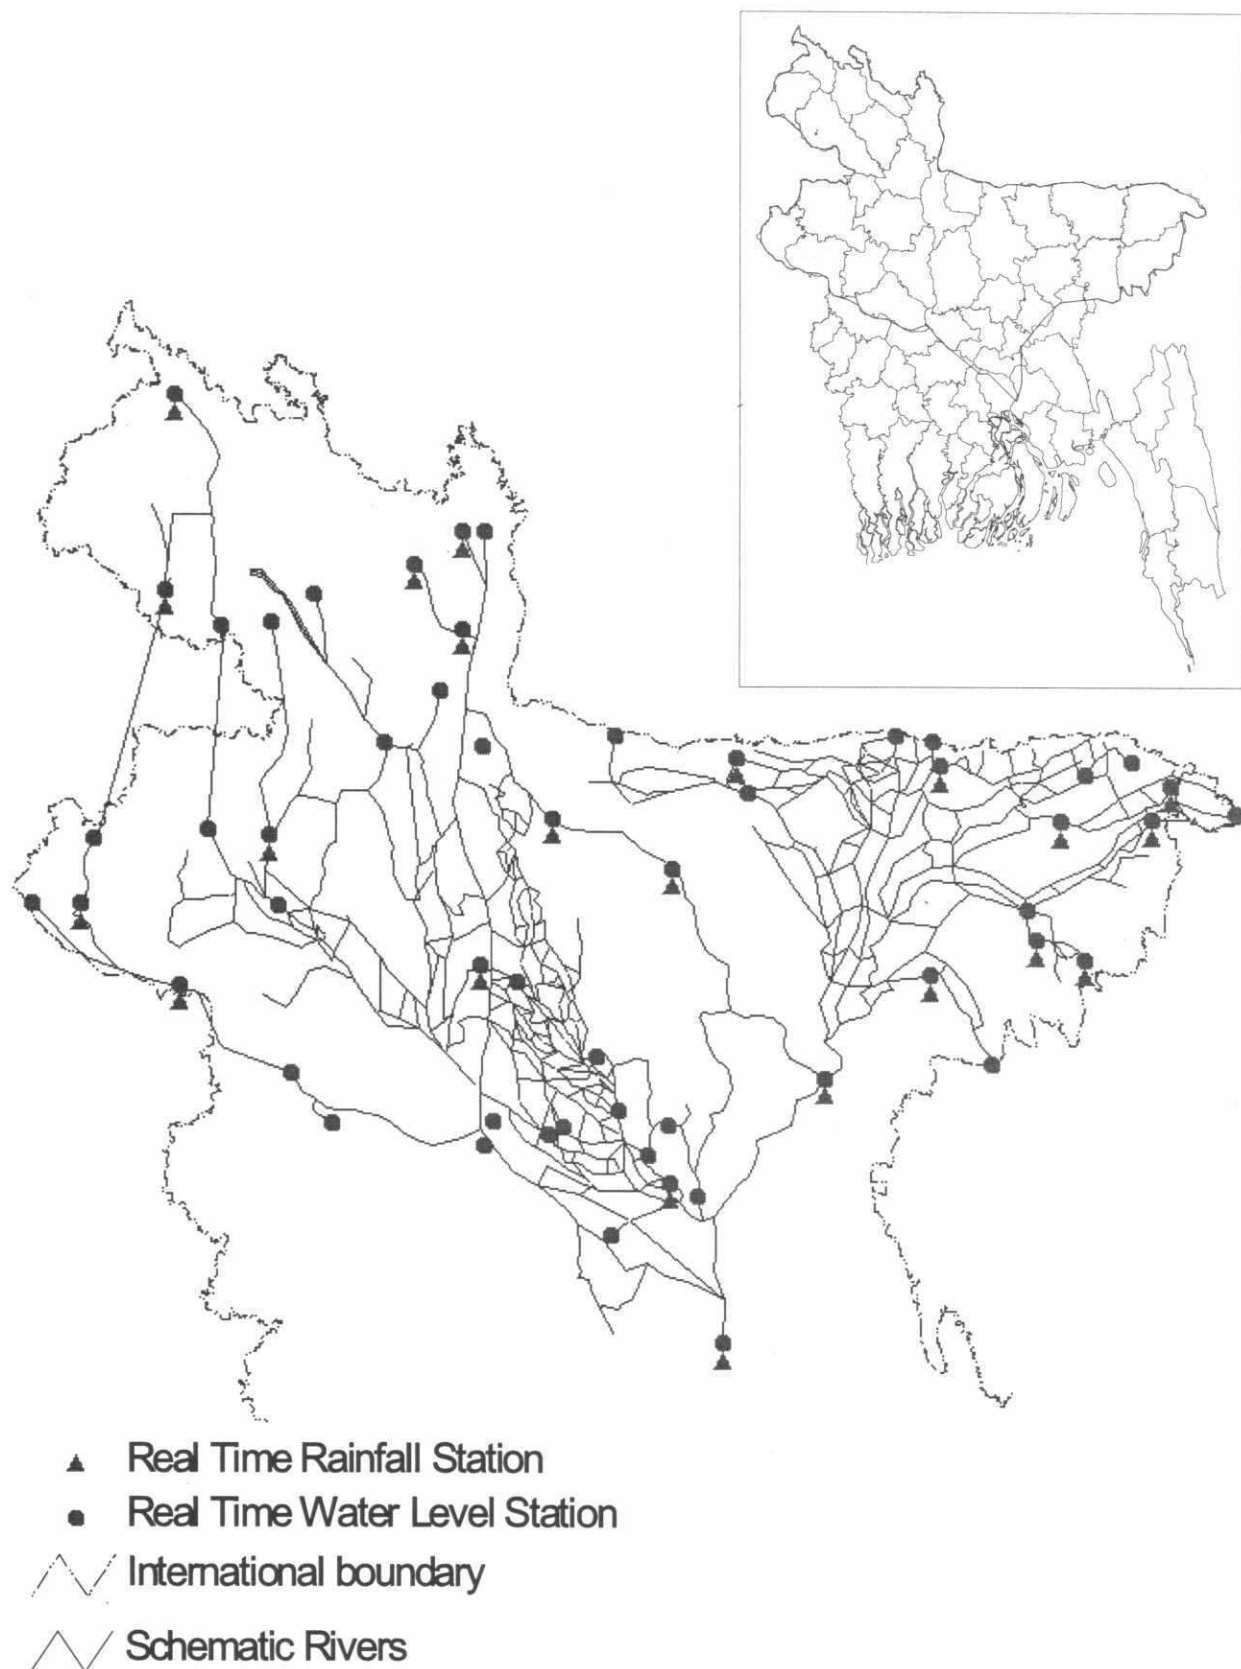 Real Time Rainfall Station
Real Time Water Level Station
International boundary
Schematic Rivers